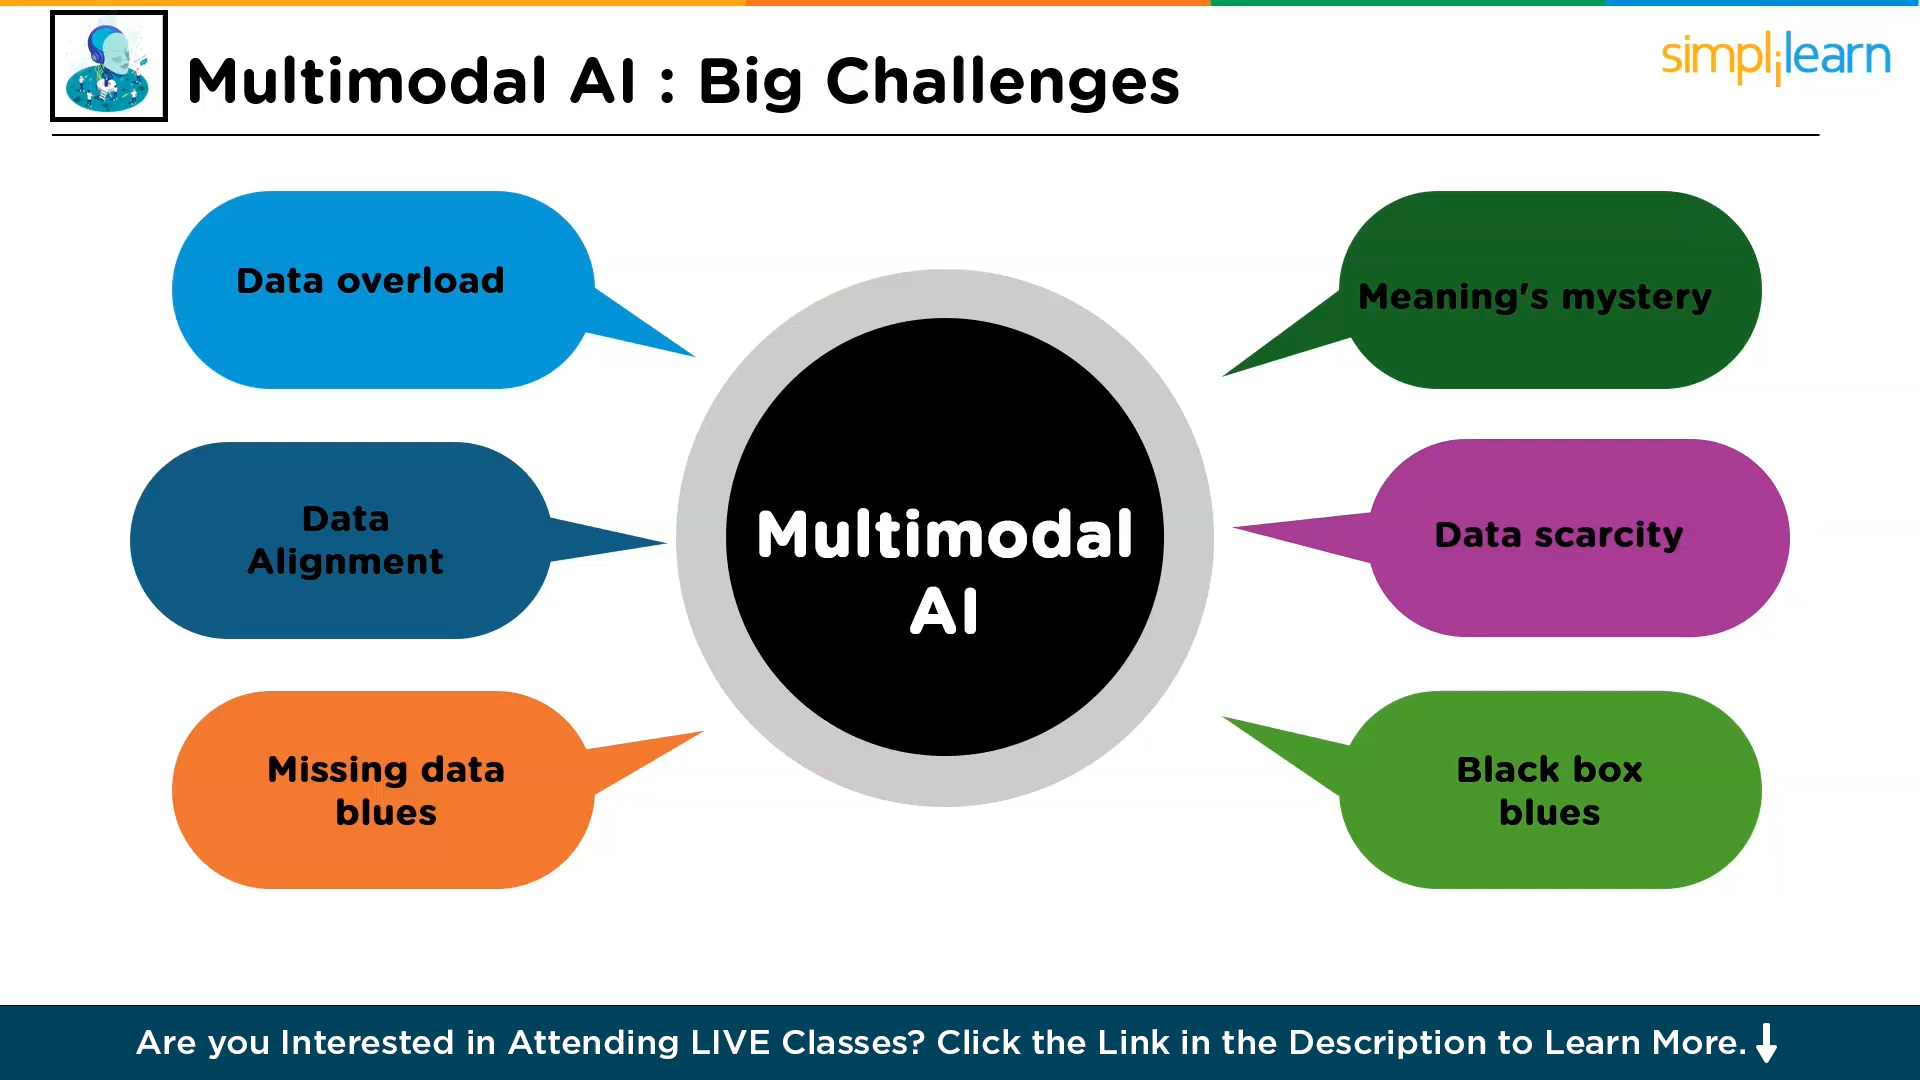 Multimodal AI : Big Challenges
simplilearn
Data overload
Meaning's mystery
Data
Alignment
Multimodal
AI
Data scarcity
Missing data
blues
Black box
blues
Are you Interested in Attending LIVE Classes? Click the Link in the Description to Learn More.